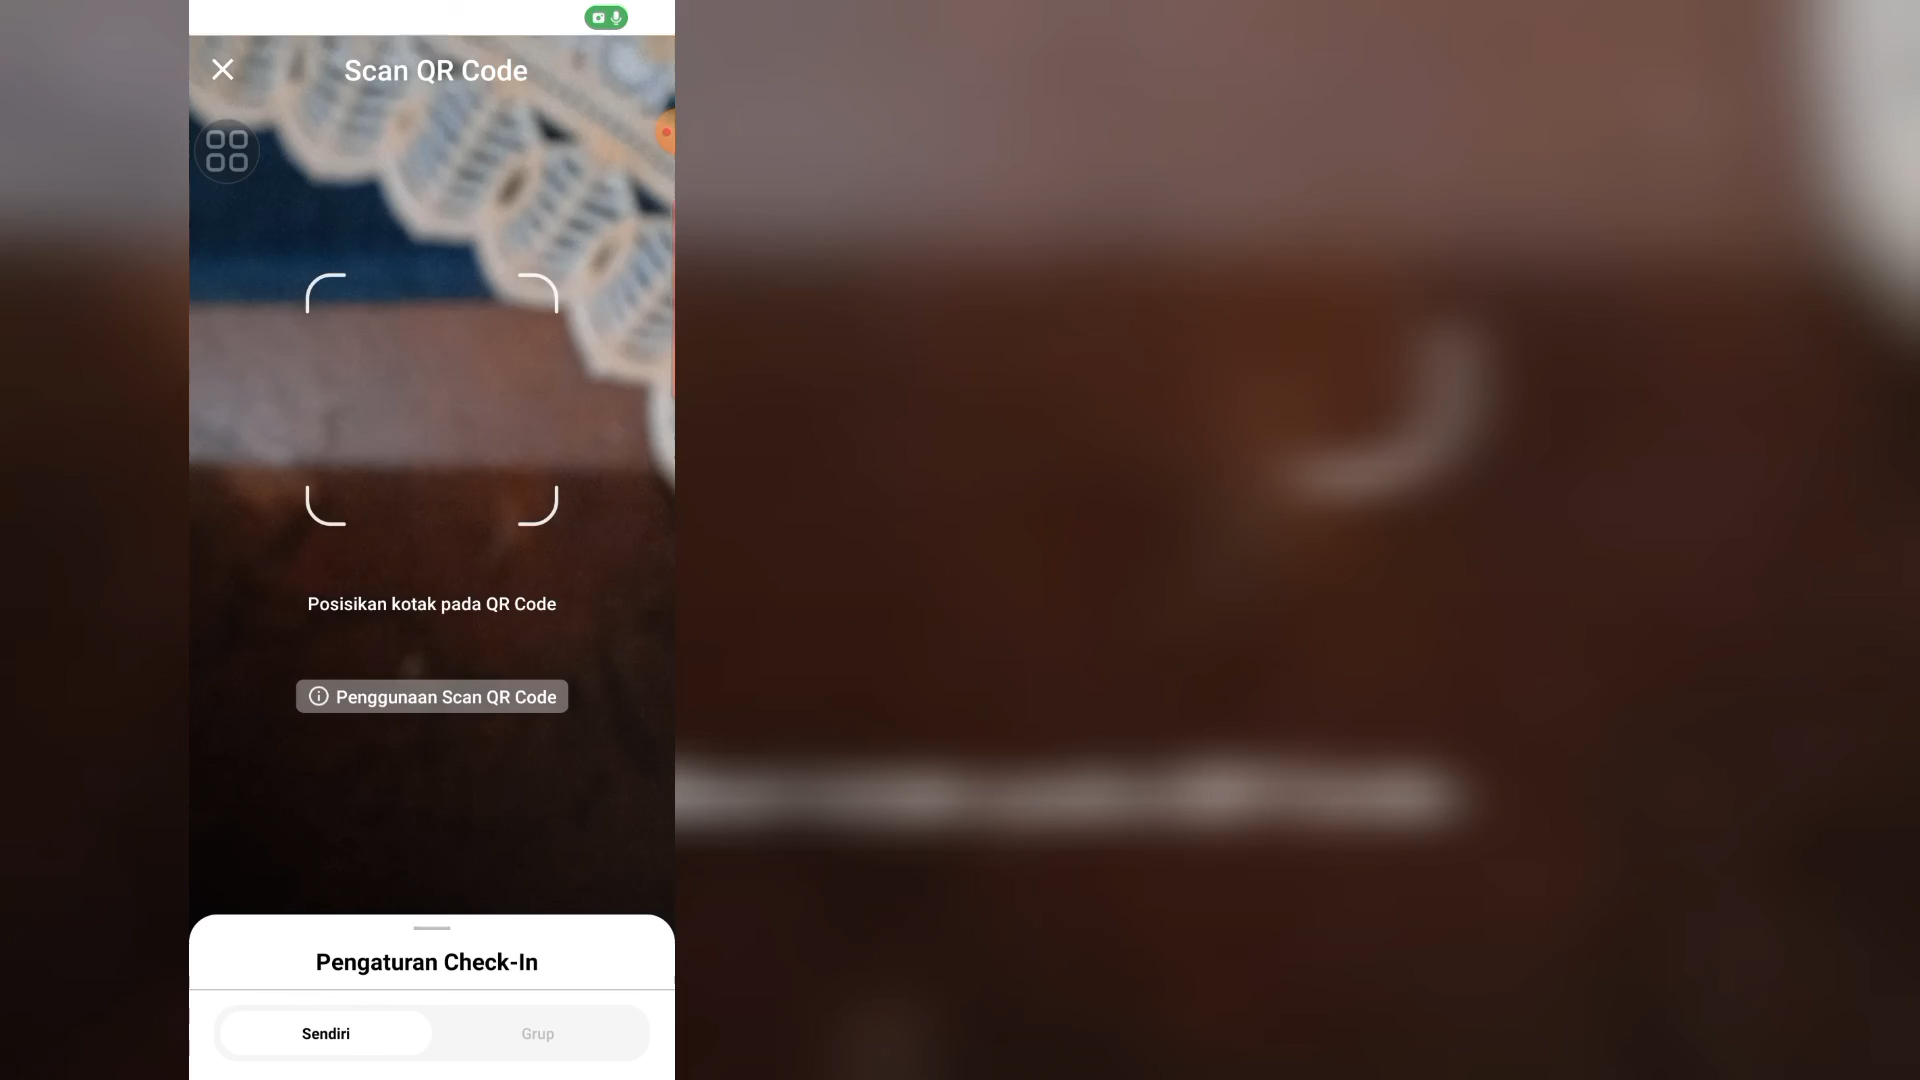 Scan QR Code
Posisikan kotak pada QR Code
Penggunaan Scan QR Code
Pengaturan Check-In
Sendiri
Grup